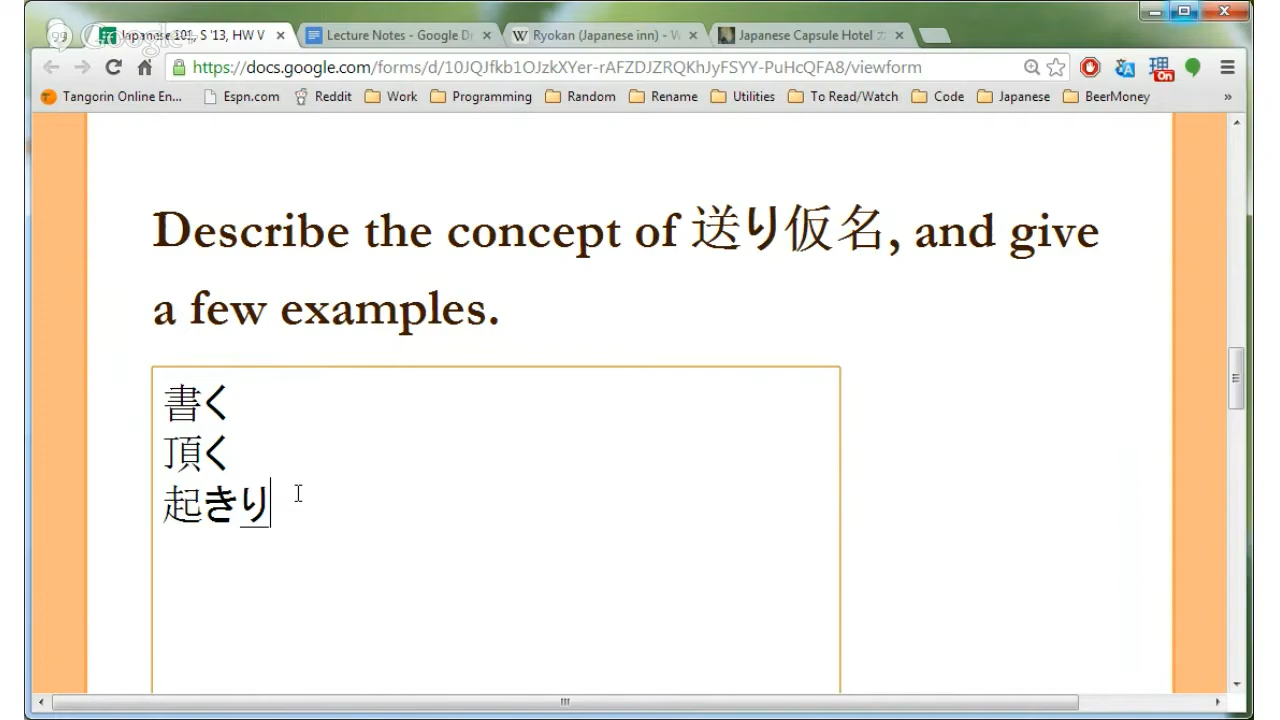 Google+
Japanese 101, S '13, HW V
Lecture Notes - Google Dr
Ryokan (Japanese inn) - W
Japanese Capsule Hotel
https://docs.google.com/forms/d/10JQJfkb1OJzkXYer-rAFZDJZRQKhJyFSYY-PuHcQFA8/viewform
理 On
Tangorin Online En... Espn.com Reddit Work Programming Random Rename Utilities To Read/Watch Code Japanese BeerMoney »
Describe the concept of 送り仮名, and give
a few examples.
書く
頂く
起きり